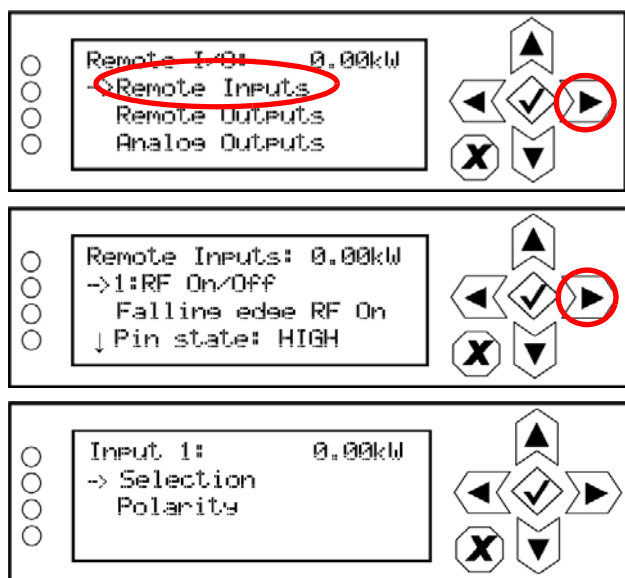 Remote I/O: 0.00kW
->Remote Inputs
Remote Outputs
Analog Outputs
X
Remote Inputs: 0.00kW
->1:RF On/Off
Falling edge RF On
↓Pin state: HIGH
X
Input 1: 0.00kW
-> Selection
Polarity
X